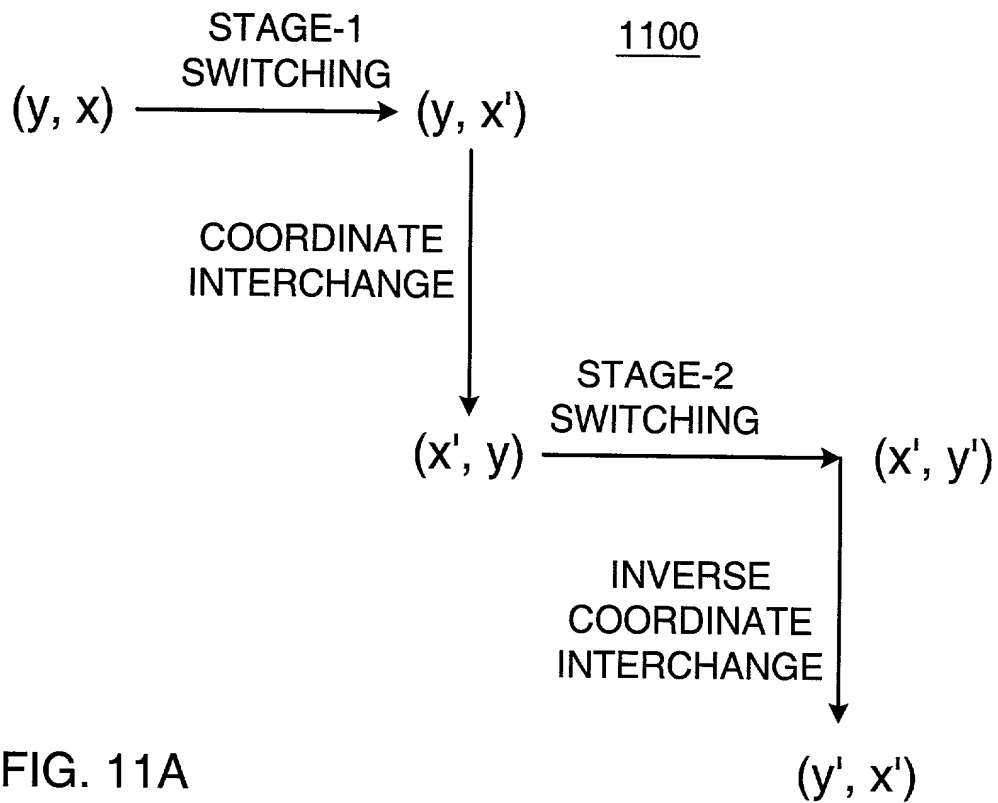 STAGE-1
SWITCHING
1100
(y, x)
(y, x')
COORDINATE
INTERCHANGE
STAGE-2
SWITCHING
(x', y)
(x', y')
INVERSE
COORDINATE
INTERCHANGE
(y', x')
FIG. 11A